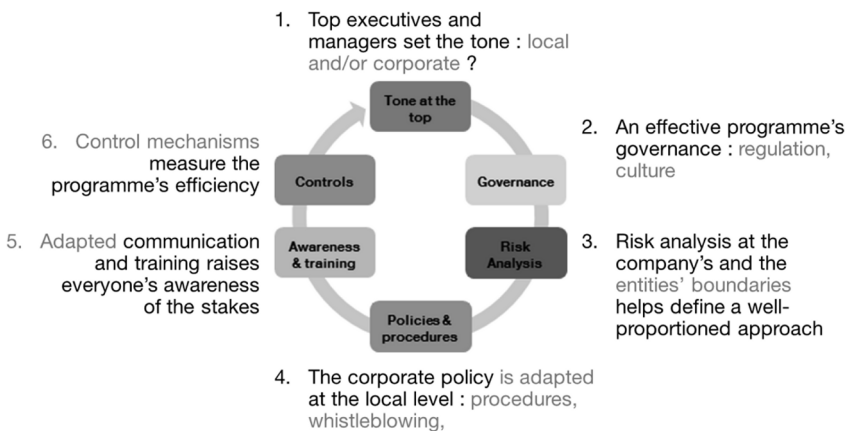 1. Top executives and
managers set the tone : local
and/or corporate ?
Tone at the
top
2. An effective programme’s
governance : regulation,
culture
Governance
3. Risk analysis at the
company’s and the
entities’ boundaries
helps define a well-
proportioned approach
Risk
Analysis
Policies &
procedures
4. The corporate policy is adapted
at the local level : procedures,
whistleblowing,
5. Adapted communication
and training raises
everyone’s awareness
of the stakes
Awareness
& training
6. Control mechanisms
measure the
programme’s efficiency
Controls